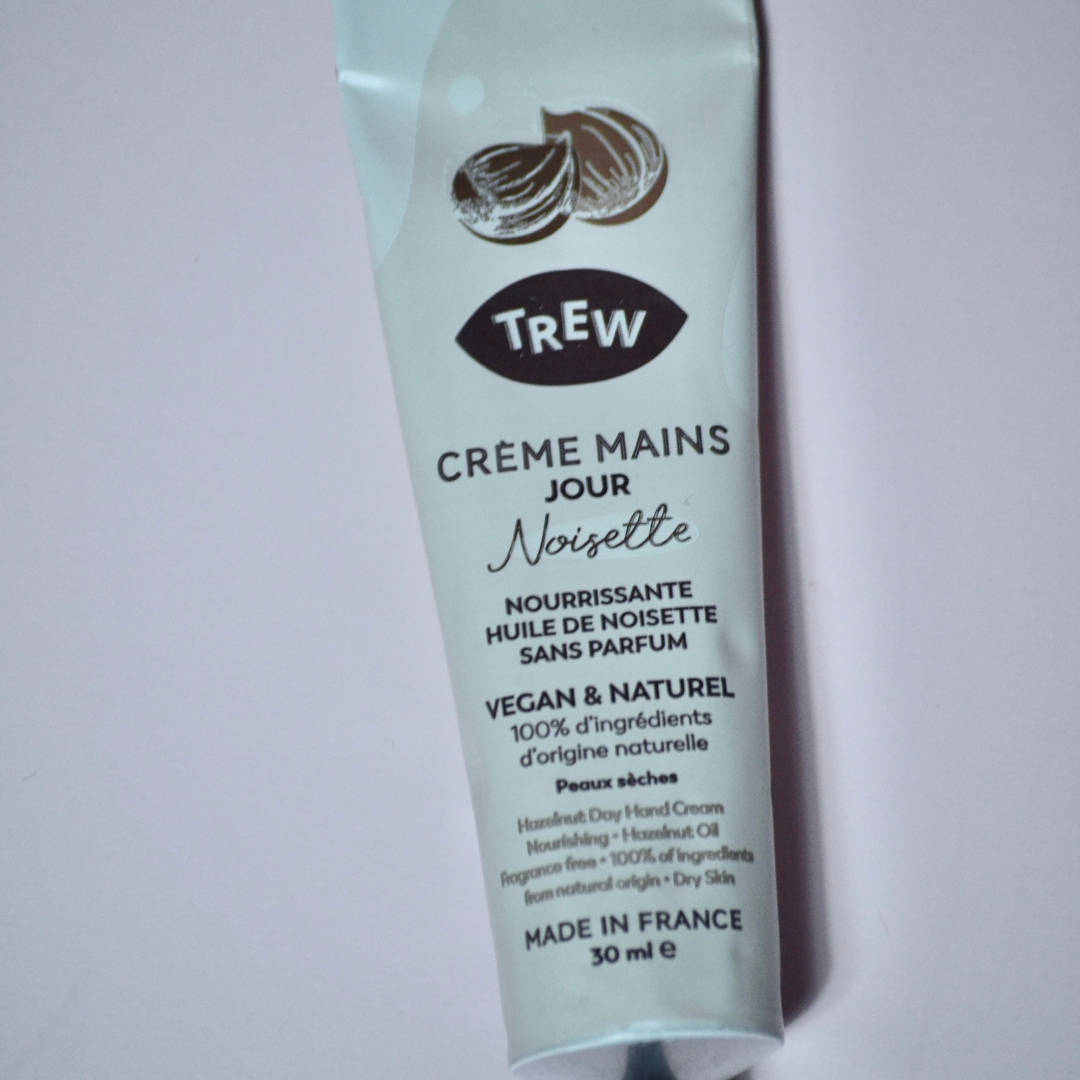 TREW
CRÈME MAINS
JOUR
Noisette
NOURRISSANTE
HUILE DE NOISETTE
SANS PARFUM
VEGAN & NATUREL
100% d'ingrédients
d'origine naturelle
Peaux sèches
Hazelnut Day Hand Cream
Nourishing • Hazelnut Oil
Fragrance free • 100% of ingredients
from natural origin • Dry Skin
MADE IN FRANCE
30 ml e